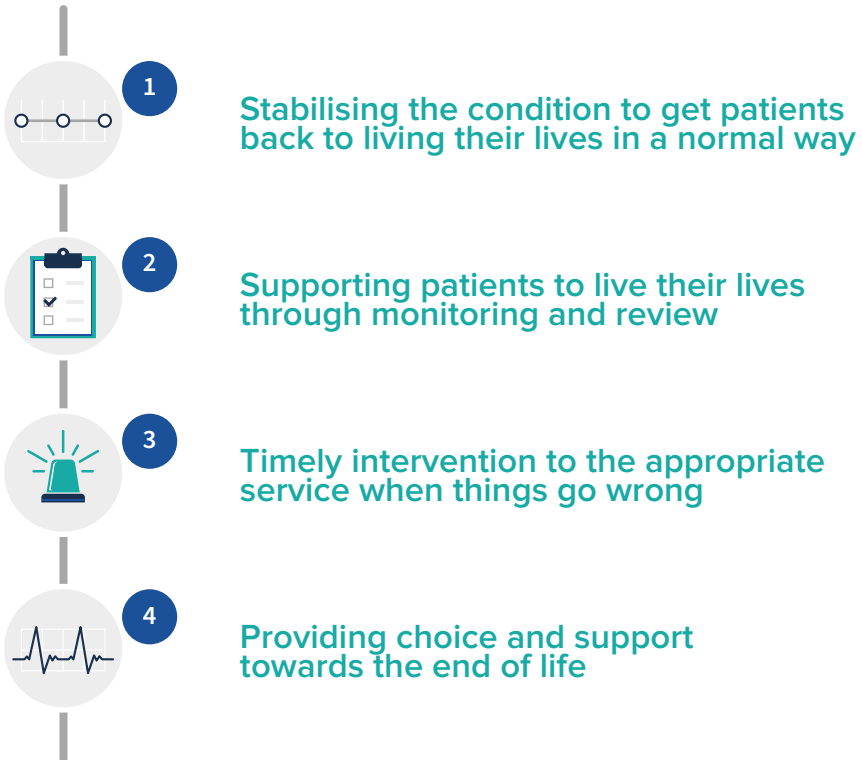 1
Stabilising the condition to get patients
back to living their lives in a normal way
2
Supporting patients to live their lives
through monitoring and review
3
Timely intervention to the appropriate
service when things go wrong
4
Providing choice and support
towards the end of life